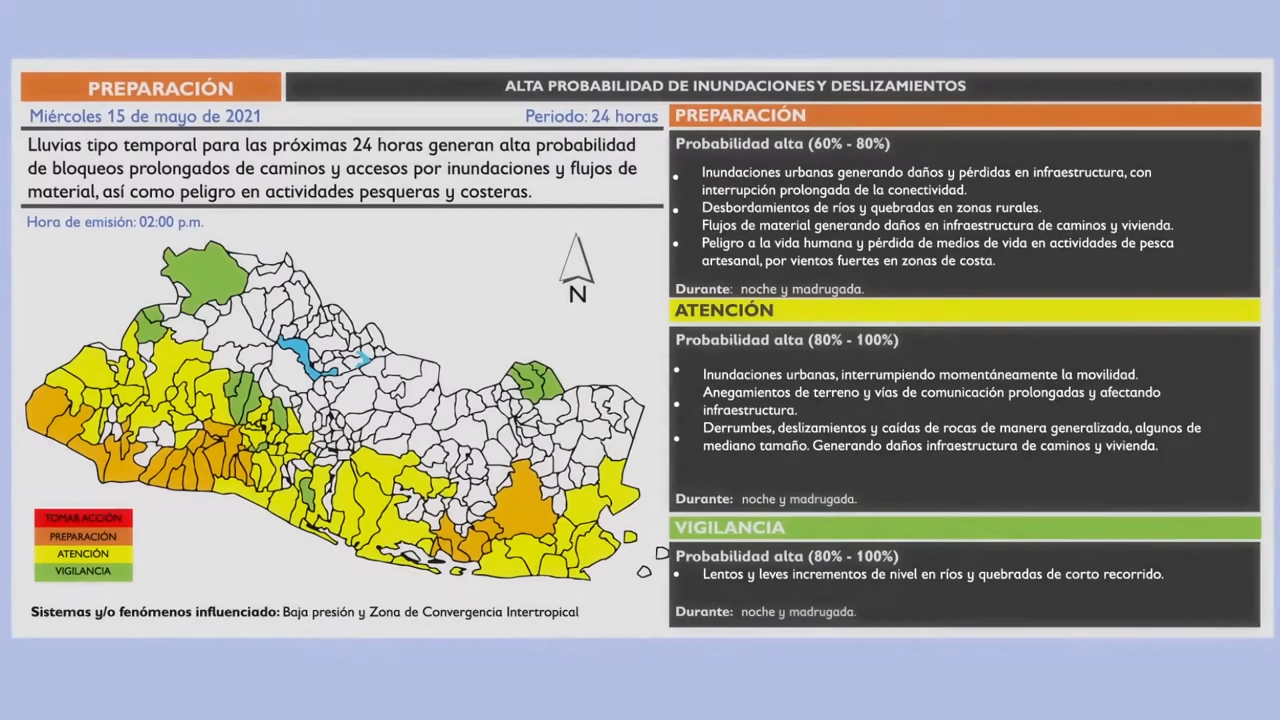 PREPARACIÓN
ALTA PROBABILIDAD DE INUNDACIONES Y DESLIZAMIENTOS
Miércoles 15 de mayo de 2021
Periodo: 24 horas
Lluvias tipo temporal para las próximas 24 horas generan alta probabilidad
de bloqueos prolongados de caminos y accesos por inundaciones y flujos de
material, así como peligro en actividades pesqueras y costeras.
Hora de emisión: 02:00 p.m.
N
TOMAR ACCIÓN
PREPARACIÓN
ATENCIÓN
VIGILANCIA
Sistemas y/o fenómenos influenciado: Baja presión y Zona de Convergencia Intertropical
PREPARACIÓN
Probabilidad alta (60% - 80%)
• Inundaciones urbanas generando daños y pérdidas en infraestructura, con
interrupción prolongada de la conectividad.
• Desbordamientos de ríos y quebradas en zonas rurales.
Flujos de material generando daños en infraestructura de caminos y vivienda.
• Peligro a la vida humana y pérdida de medios de vida en actividades de pesca
artesanal, por vientos fuertes en zonas de costa.
Durante: noche y madrugada.
ATENCIÓN
Probabilidad alta (80% - 100%)
• Inundaciones urbanas, interrumpiendo momentáneamente la movilidad.
Anegamientos de terreno y vías de comunicación prolongadas y afectando
• infraestructura.
Derrumbes, deslizamientos y caídas de rocas de manera generalizada, algunos de
• mediano tamaño. Generando daños infraestructura de caminos y vivienda.
Durante: noche y madrugada.
VIGILANCIA
Probabilidad alta (80% - 100%)
• Lentos y leves incrementos de nivel en ríos y quebradas de corto recorrido.
Durante: noche y madrugada.